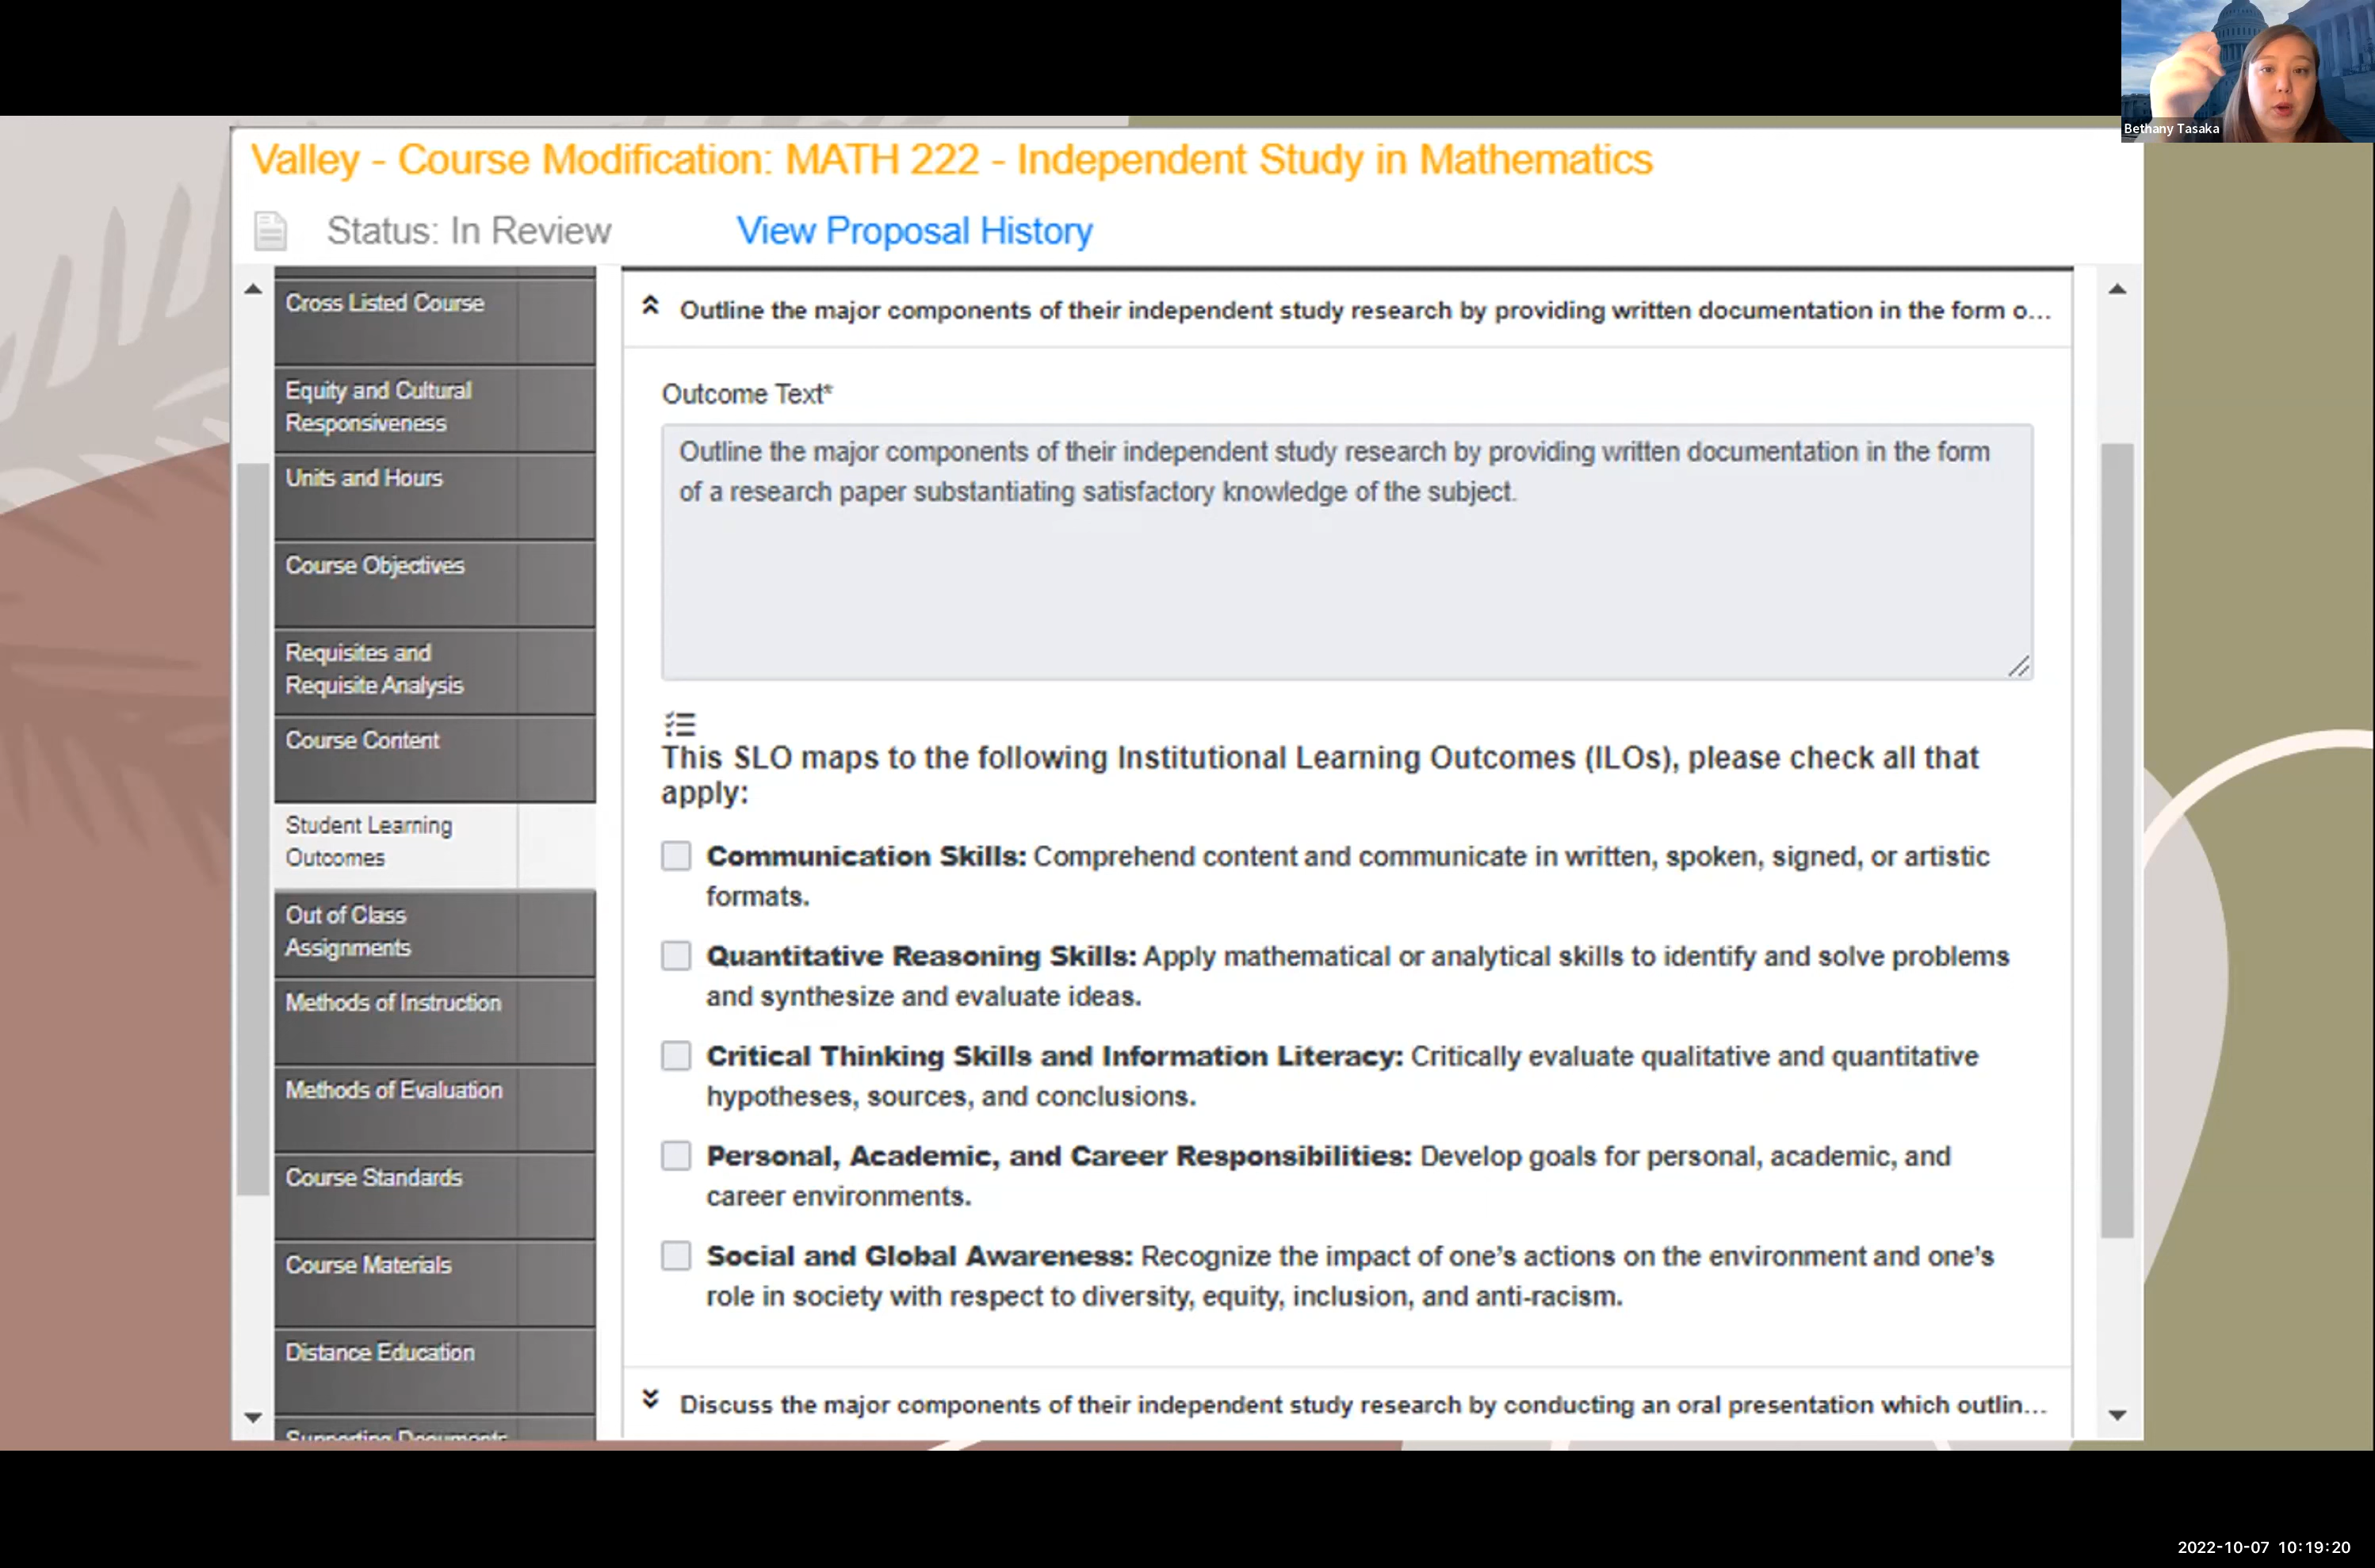 Bethany Tasaka
Valley - Course Modification: MATH 222 - Independent Study in Mathematics
Status: In Review
View Proposal History
Cross Listed Course
Equity and Cultural
Responsiveness
Units and Hours
Course Objectives
Requisites and
Requisite Analysis
Course Content
Student Learning
Outcomes
Out of Class
Assignments
Methods of Instruction
Methods of Evaluation
Course Standards
Course Materials
Distance Education
Supporting Documents
Outline the major components of their independent study research by providing written documentation in the form o...
Outcome Text*
Outline the major components of their independent study research by providing written documentation in the form
of a research paper substantiating satisfactory knowledge of the subject.
This SLO maps to the following Institutional Learning Outcomes (ILOs), please check all that
apply:
Communication Skills: Comprehend content and communicate in written, spoken, signed, or artistic
formats.
Quantitative Reasoning Skills: Apply mathematical or analytical skills to identify and solve problems
and synthesize and evaluate ideas.
Critical Thinking Skills and Information Literacy: Critically evaluate qualitative and quantitative
hypotheses, sources, and conclusions.
Personal, Academic, and Career Responsibilities: Develop goals for personal, academic, and
career environments.
Social and Global Awareness: Recognize the impact of one's actions on the environment and one's
role in society with respect to diversity, equity, inclusion, and anti-racism.
Discuss the major components of their independent study research by conducting an oral presentation which outlin...
2022-10-07 10:19:20